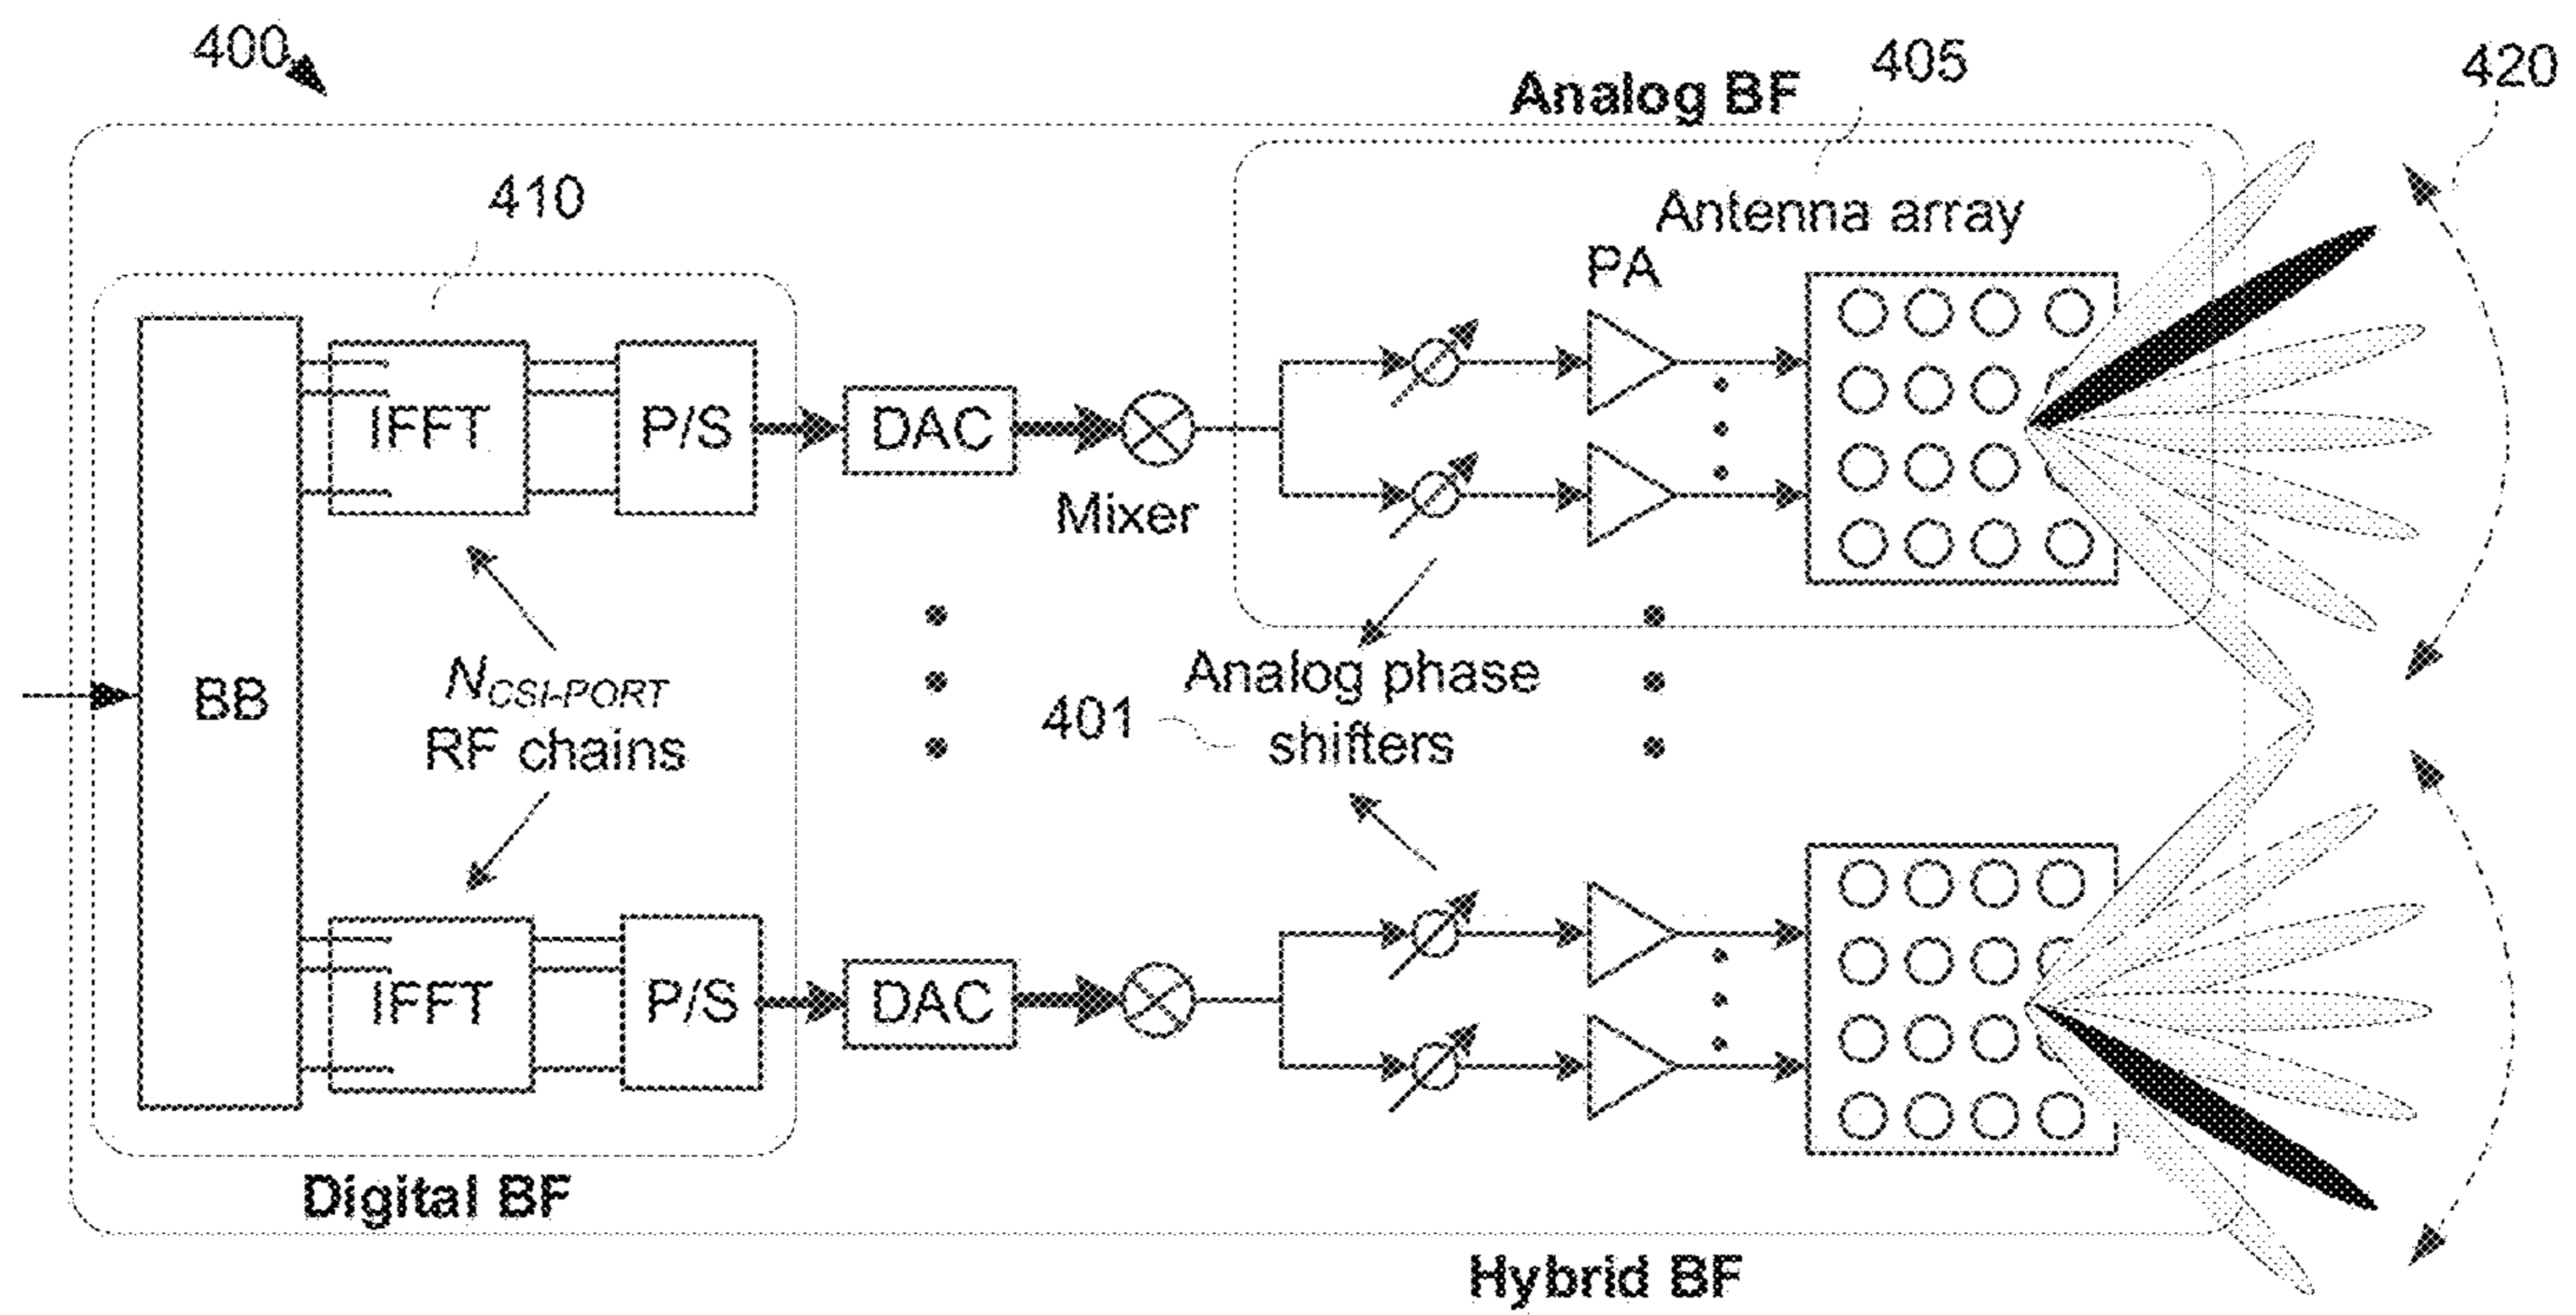 400
Analog BF
405
420
410
Antenna array
PA
IFFT
P/S
DAC
Mixer
BB
N_CSI-PORT
RF chains
401
Analog phase
shifters
IFFT
P/S
DAC
Digital BF
Hybrid BF